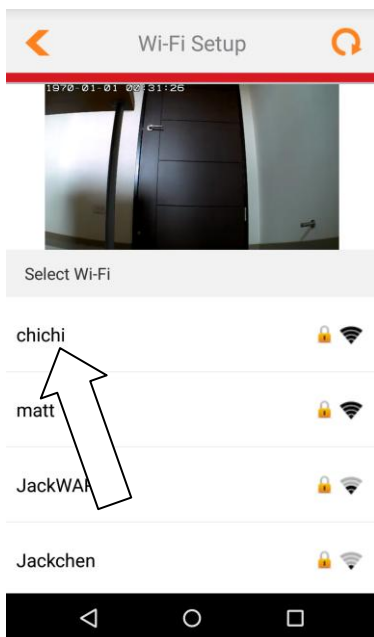 Wi-Fi Setup
1970-01-01 00:31:26
Select Wi-Fi
chichi
matt
Jackchen